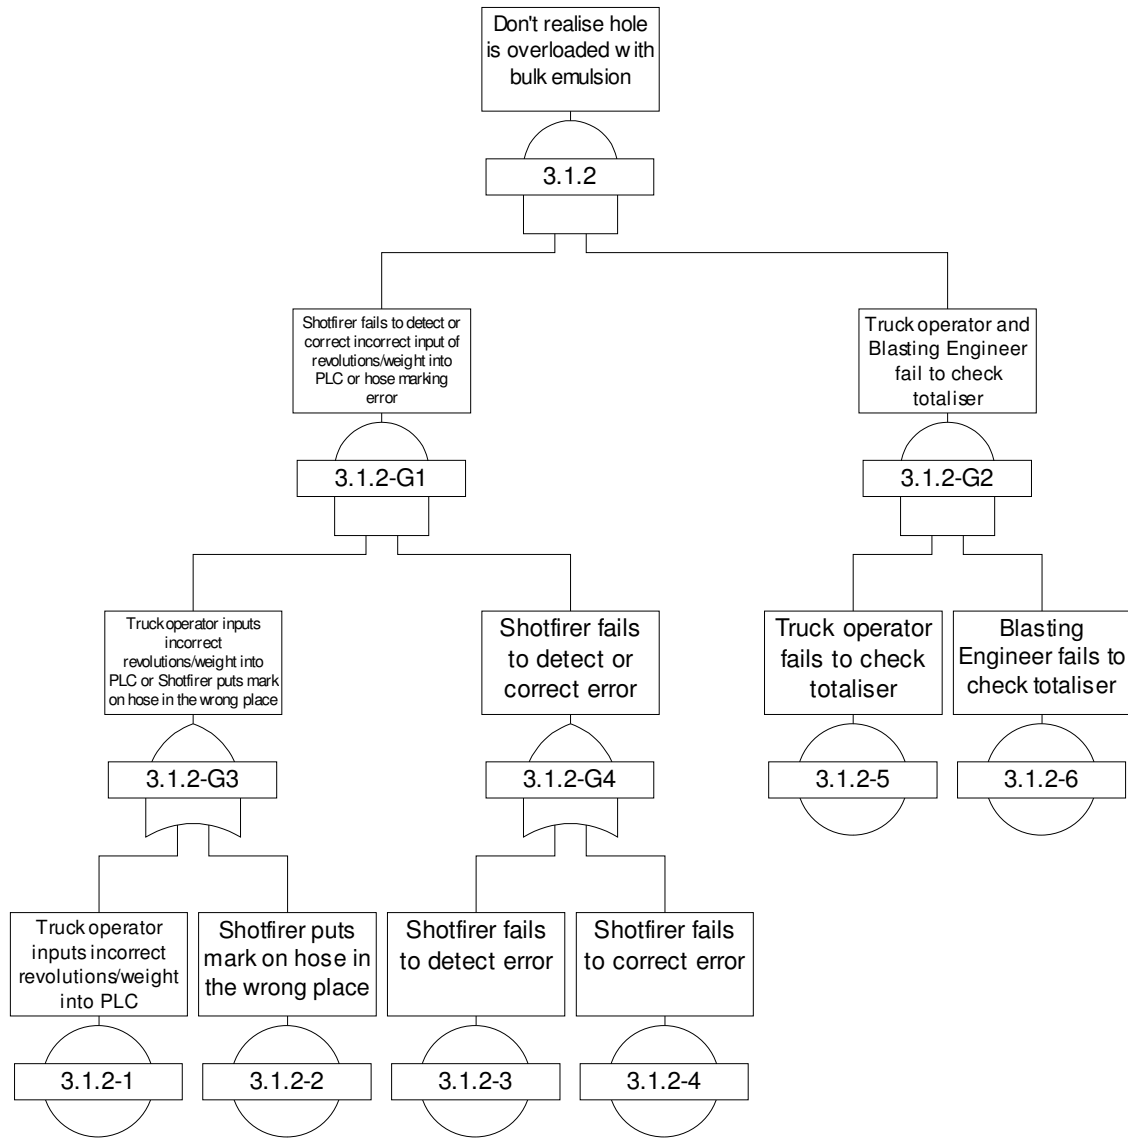 Don't realise hole
is overloaded with
bulk emulsion
3.1.2
Shotfirer fails to detect or
correct incorrect input of
revolutions/weight into
PLC or hose marking
error
3.1.2-G1
Truck operator and
Blasting Engineer
fail to check
totaliser
3.1.2-G2
Truck operator inputs
incorrect
revolutions/weight into
PLC or Shotfirer puts mark
on hose in the wrong place
3.1.2-G3
Shotfirer fails
to detect or
correct error
3.1.2-G4
Truck operator
fails to check
totaliser
3.1.2-5
Blasting
Engineer fails to
check totaliser
3.1.2-6
Truck operator
inputs incorrect
revolutions/weight
into PLC
3.1.2-1
Shotfirer puts
mark on hose in
the wrong place
3.1.2-2
Shotfirer fails
to detect error
3.1.2-3
Shotfirer fails
to correct error
3.1.2-4